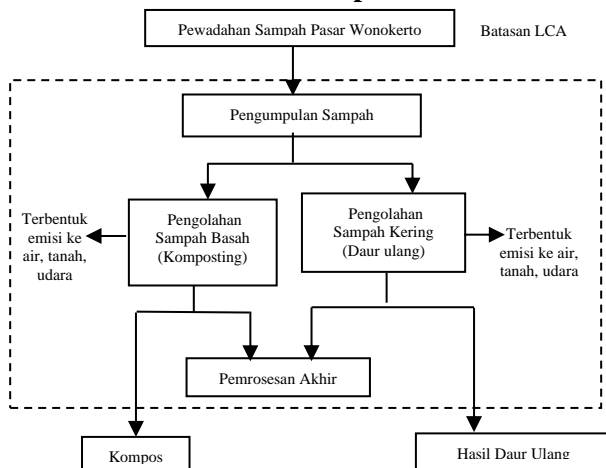 Pewadahan Sampah Pasar Wonokerto
Batasan LCA
Pengumpulan Sampah
Terbentuk
emisi ke
air, tanah,
udara
Pengolahan
Sampah Basah
(Komposting)
Pengolahan
Sampah Kering
(Daur ulang)
Terbentuk
emisi ke air,
tanah, udara
Pemrosesan Akhir
Kompos
Hasil Daur Ulang